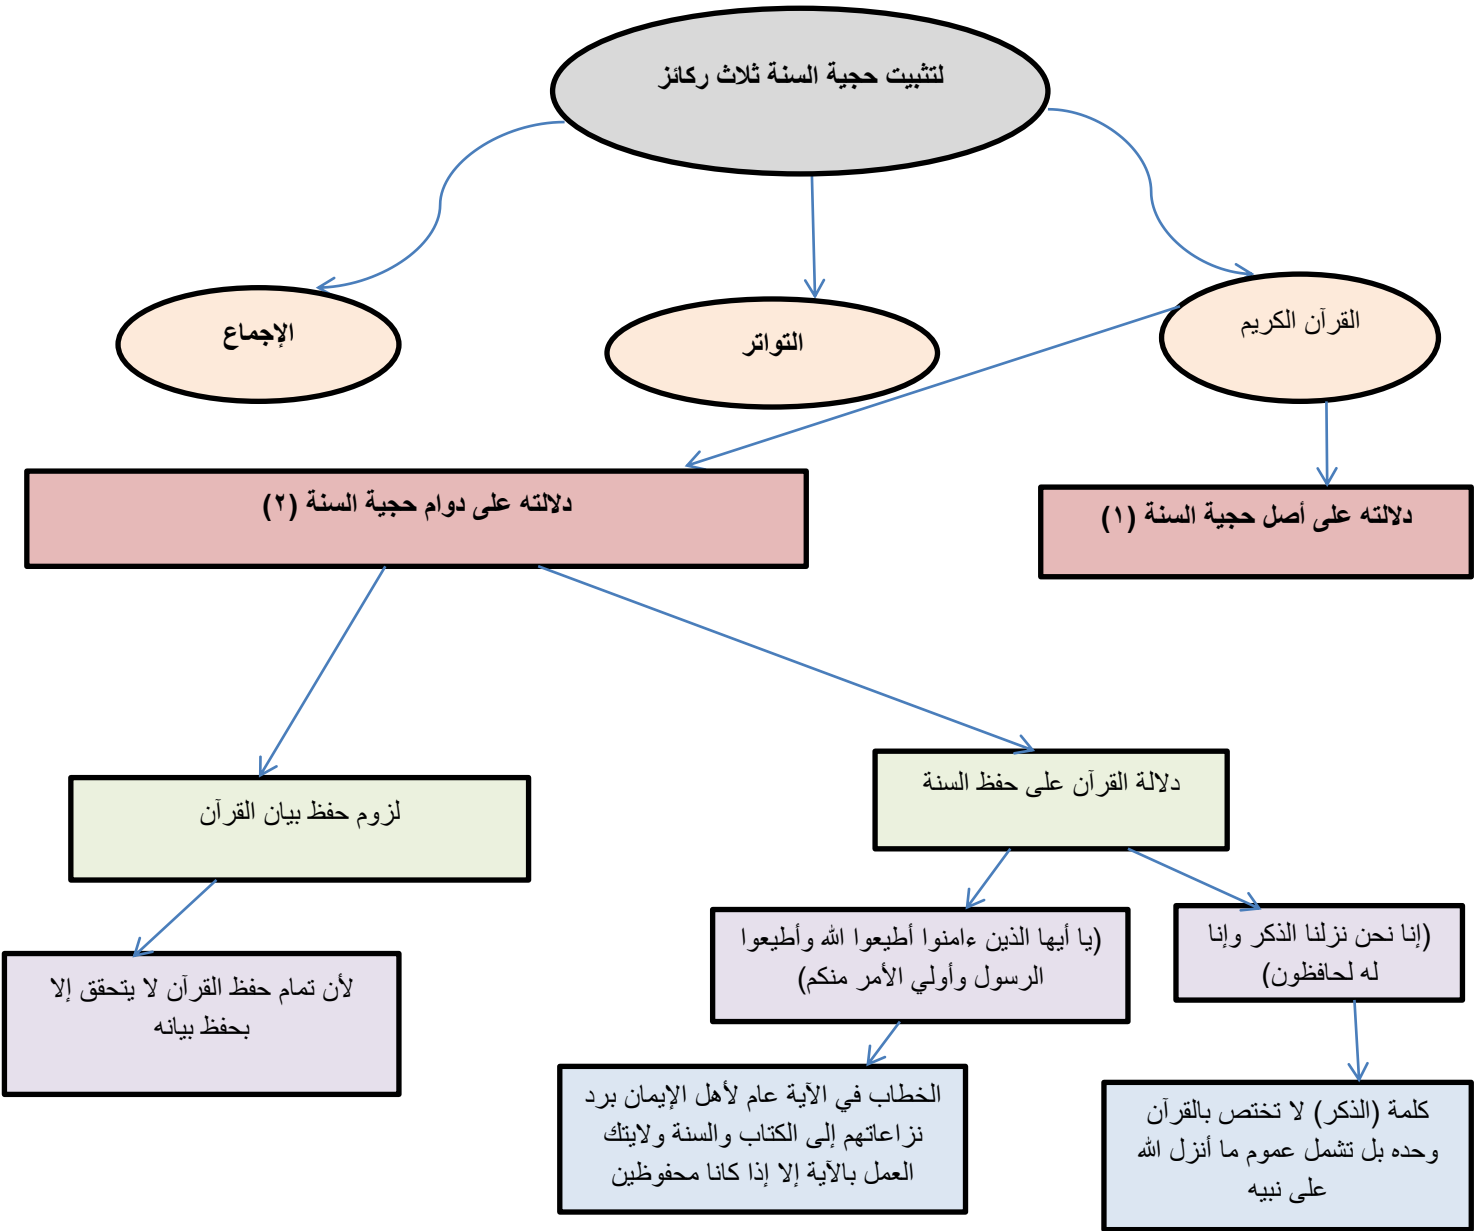 لتثبيت حجية السنة ثلاث ركائز
القرآن الكريم
التواتر
الإجماع
دلالته على أصل حجية السنة (١)
دلالته على دوام حجية السنة (٢)
دلالة القرآن على حفظ السنة
لزوم حفظ بيان القرآن
(إنا نحن نزلنا الذكر وإنا
له لحافظون)
(يا أيها الذين ءامنوا أطيعوا الله وأطيعوا
الرسول وأولي الأمر منكم)
لأن تمام حفظ القرآن لا يتحقق إلا
بحفظ بيانه
كلمة (الذكر) لا تختص بالقرآن
وحده بل تشمل عموم ما أنزل الله
على نبيه
الخطاب في الآية عام لأهل الإيمان برد
نزاعاتهم إلى الكتاب والسنة ولايتك
العمل بالآية إلا إذا كانا محفوظين